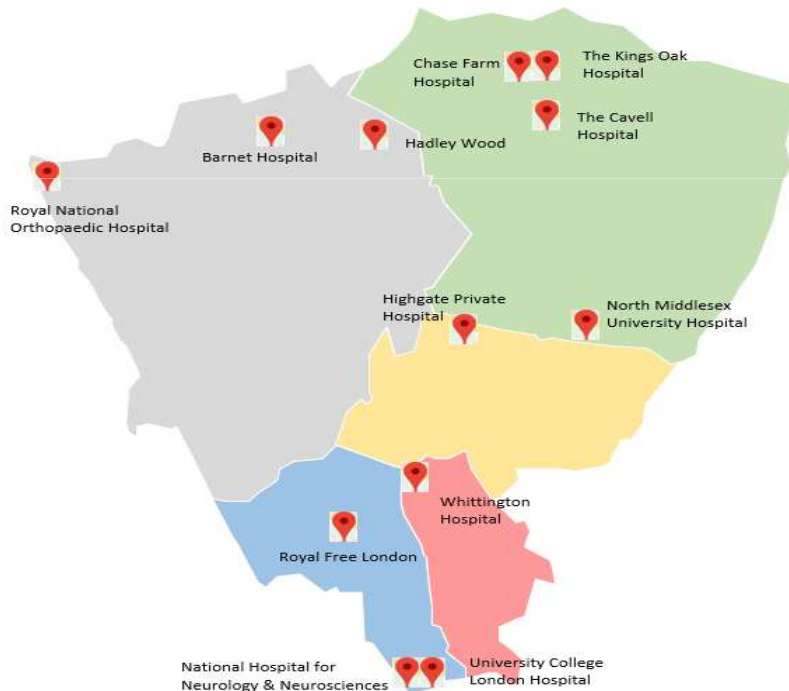 Chase Farm
Hospital
The Kings Oak
Hospital
The Cavell
Hospital
Barnet Hospital
Hadley Wood
Royal National
Orthopaedic Hospital
Highgate Private
Hospital
North Middlesex
University Hospital
Whittington
Hospital
Royal Free London
National Hospital for
Neurology & Neurosciences
University College
London Hospital